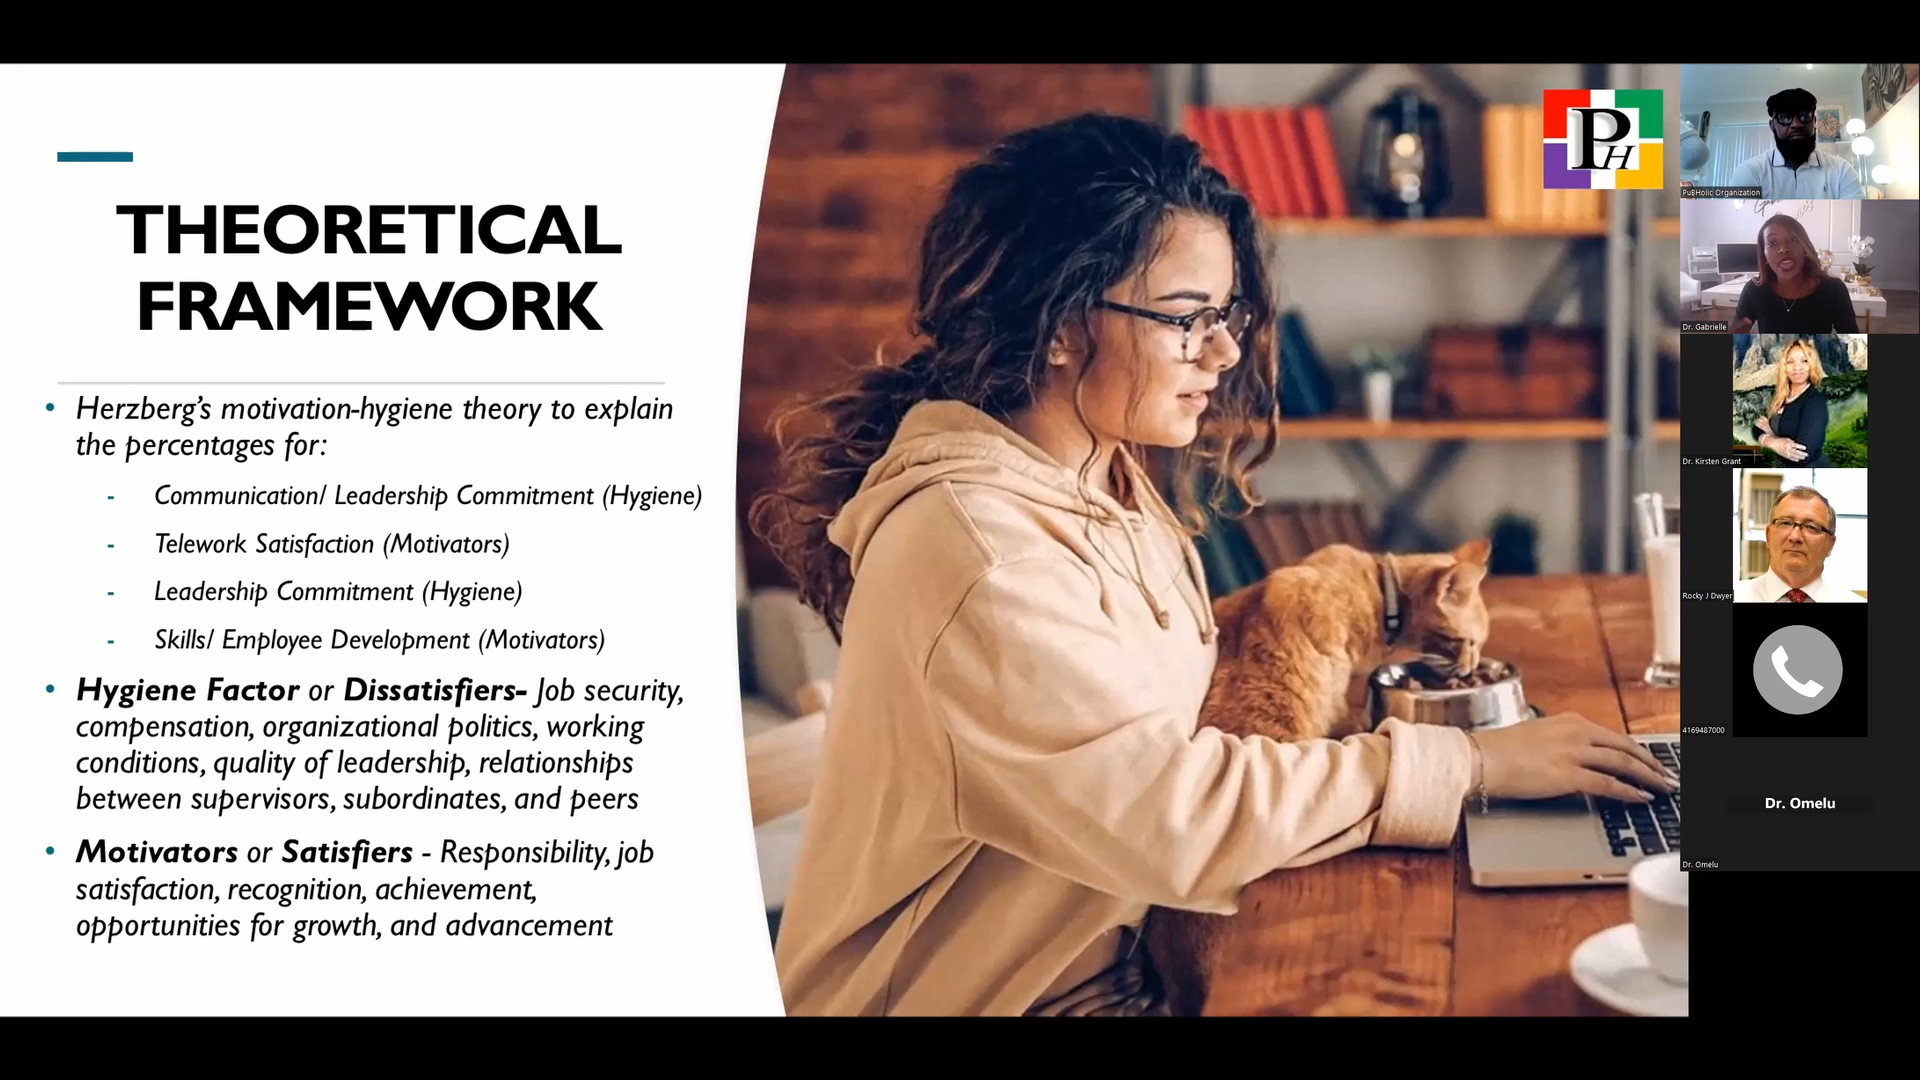 THEORETICAL
FRAMEWORK
• Herzberg’s motivation-hygiene theory to explain
the percentages for:
- Communication/ Leadership Commitment (Hygiene)
- Telework Satisfaction (Motivators)
- Leadership Commitment (Hygiene)
- Skills/ Employee Development (Motivators)
• Hygiene Factor or Dissatisfiers- Job security,
compensation, organizational politics, working
conditions, quality of leadership, relationships
between supervisors, subordinates, and peers
• Motivators or Satisfiers - Responsibility, job
satisfaction, recognition, achievement,
opportunities for growth, and advancement
PH
PuBHolic Organization
Dr. Gabrielle
Dr. Kirsten Grant
Rocky J Dwyer
4169487000
Dr. Omelu
Dr. Omelu